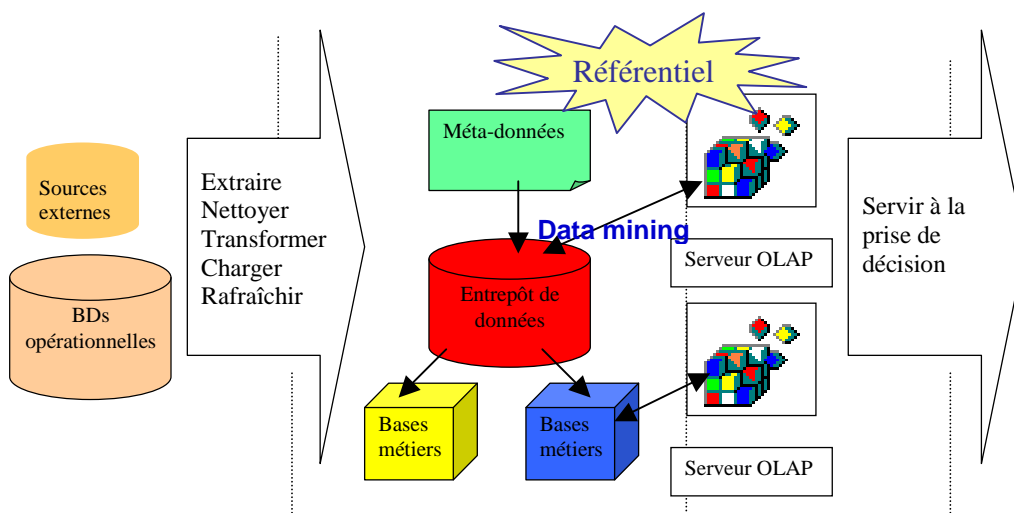 Référentiel
Méta-données
Sources
externes
Extraire
Nettoyer
Transformer
Charger
Rafraîchir
Data mining
Servir à la
prise de
décision
Serveur OLAP
BDs
opérationnelles
Entrepôt de
données
Bases
métiers
Bases
métiers
Serveur OLAP